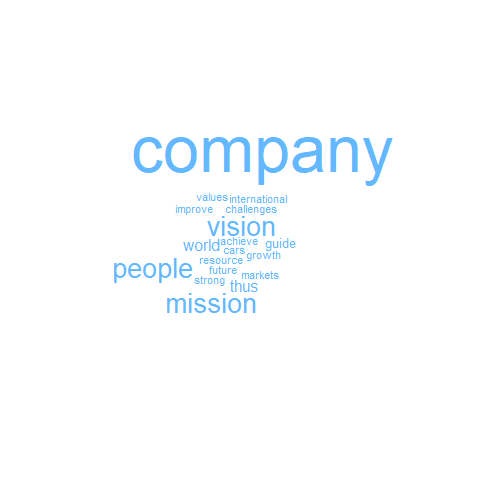 company
values international
improve challenges
vision
world achieve guide
cars
resource growth
people future markets
strong thus
mission